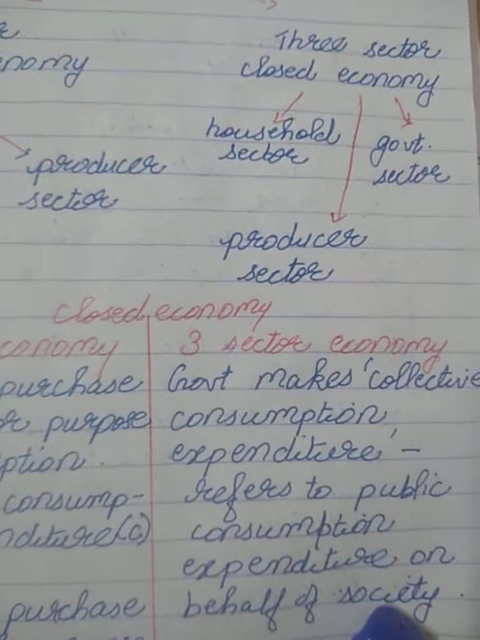 Three sector
nomy closed economy
household govt.
sector sector
producer
sector
producer
sector
closed economy
conomy 3 sector economy
purchase Govt makes 'collective
purpose consumption
ption. expenditure' –
consump- refers to public
nditure(c) consumption
expenditure on
purchase behalf of society.